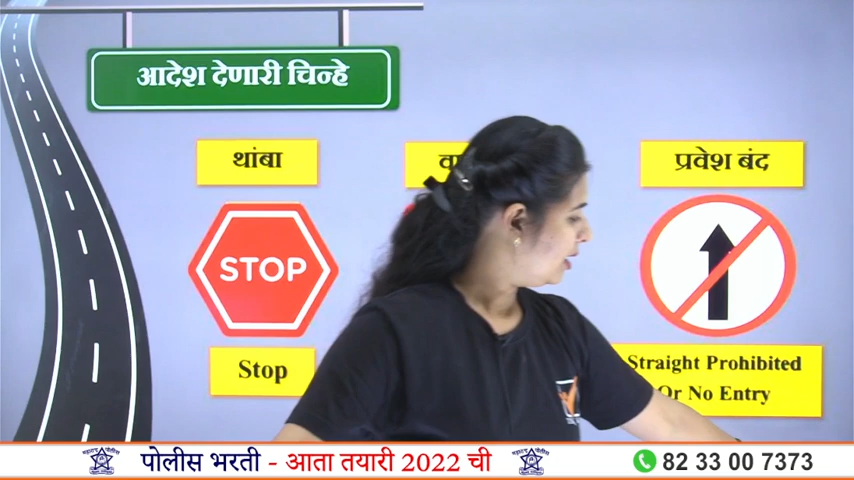 आदेश देणारी चिन्हे
थांबा
प्रवेश बंद
STOP
Stop
Straight Prohibited
Or No Entry
पोलीस भरती - आता तयारी 2022 ची
82 33 00 7373